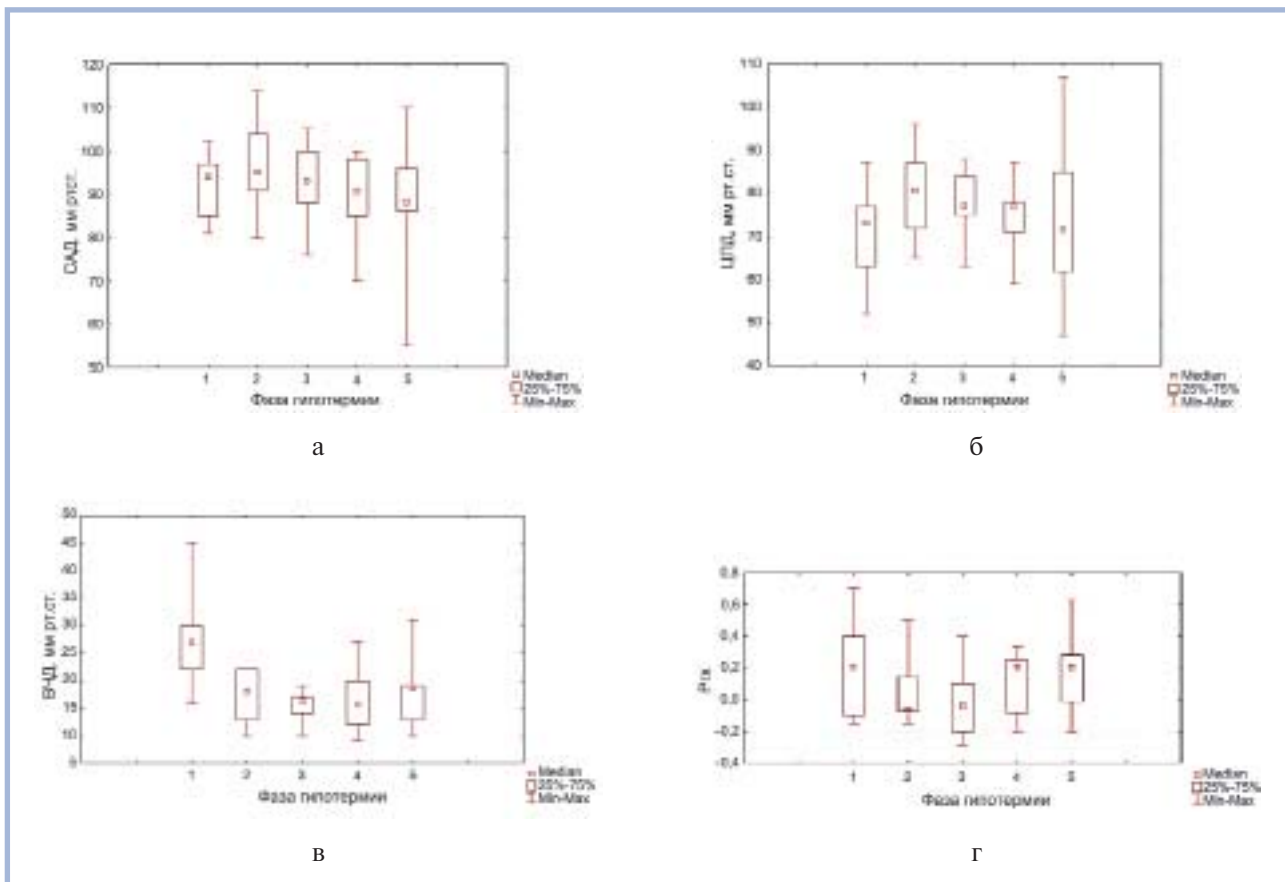 120
110
100
90
80
70
60
50
САД, мм рт.ст.
1 2 3 4 5
Фаза гипотермии
Median
25%-75%
Min-Max
а
110
100
90
80
70
60
50
40
ЦПД, мм рт.ст.
1 2 3 4 5
Фаза гипотермии
Median
25%-75%
Min-Max
б
50
45
40
35
30
25
20
15
10
5
ВЧД, мм рт.ст.
1 2 3 4 5
Фаза гипотермии
Median
25%-75%
Min-Max
в
0,8
0,6
0,4
0,2
0,0
-0,2
-0,4
Prx
1 2 3 4 5
Фаза гипотермии
Median
25%-75%
Min-Max
г